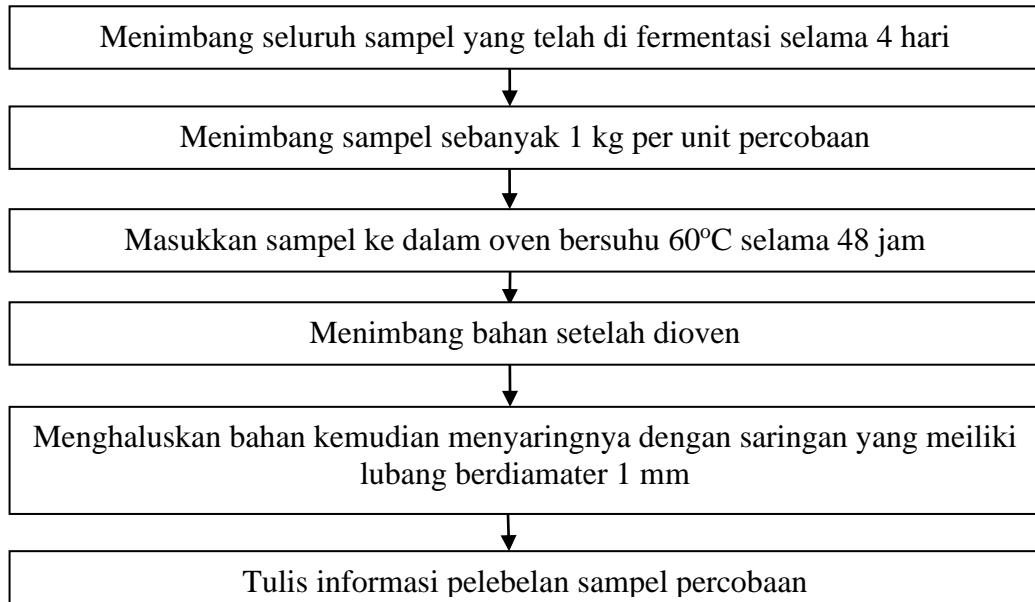 Menimbang seluruh sampel yang telah di fermentasi selama 4 hari
Menimbang sampel sebanyak 1 kg per unit percobaan
Masukkan sampel ke dalam oven bersuhu 60ºC selama 48 jam
Menimbang bahan setelah dioven
Menghaluskan bahan kemudian menyaringnya dengan saringan yang meiliki
lubang berdiamater 1 mm
Tulis informasi pelebelan sampel percobaan